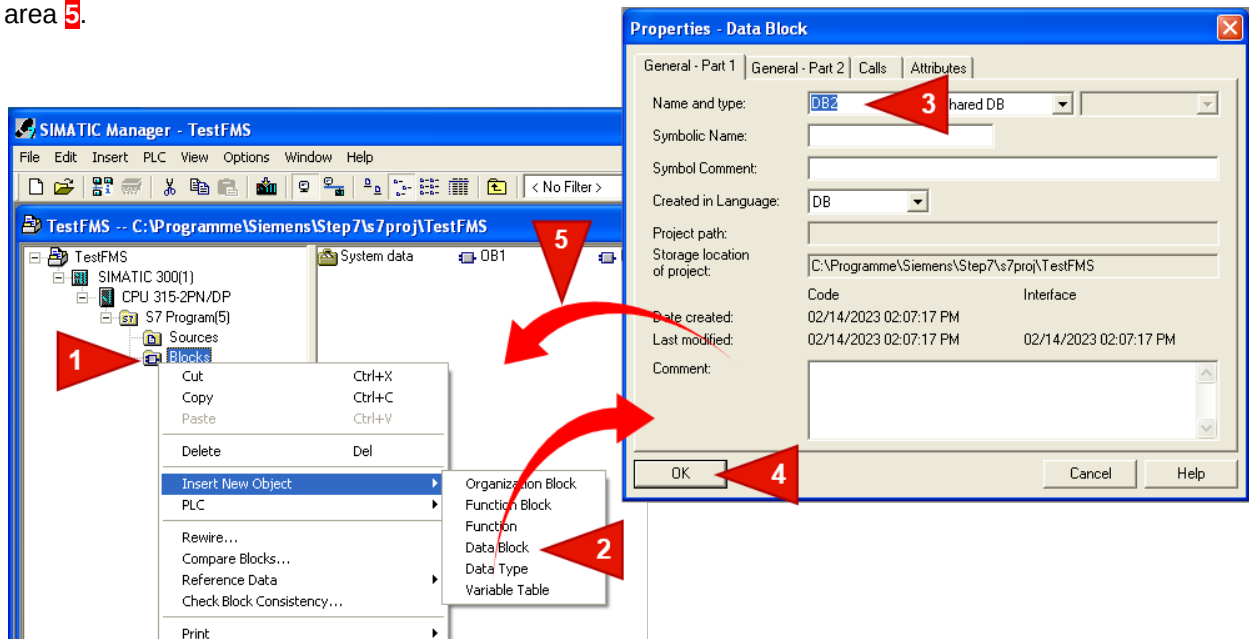 area 5.
SIMATIC Manager - TestFMS
File Edit Insert PLC View Options Window Help
< No Filter >
TestFMS -- C:\Programme\Siemens\Step7\s7proj\TestFMS
TestFMS
SIMATIC 300(1)
CPU 315-2PN/DP
S7 Program(5)
Sources
Blocks
System data OB1
5
1
Cut Ctrl+X
Copy Ctrl+C
Paste Ctrl+V
Delete Del
Insert New Object
PLC
Rewire...
Compare Blocks...
Reference Data
Check Block Consistency...
Print
Organization Block
Function Block
Function
Data Block
Data Type
Variable Table
2
Properties - Data Block
General - Part 1 General - Part 2 Calls Attributes
Name and type: DB2 3 hared DB
Symbolic Name:
Symbol Comment:
Created in Language: DB
Project path:
Storage location
of project: C:\Programme\Siemens\Step7\s7proj\TestFMS
Code Interface
Date created: 02/14/2023 02:07:17 PM
Last modified: 02/14/2023 02:07:17 PM 02/14/2023 02:07:17 PM
Comment:
OK 4 Cancel Help